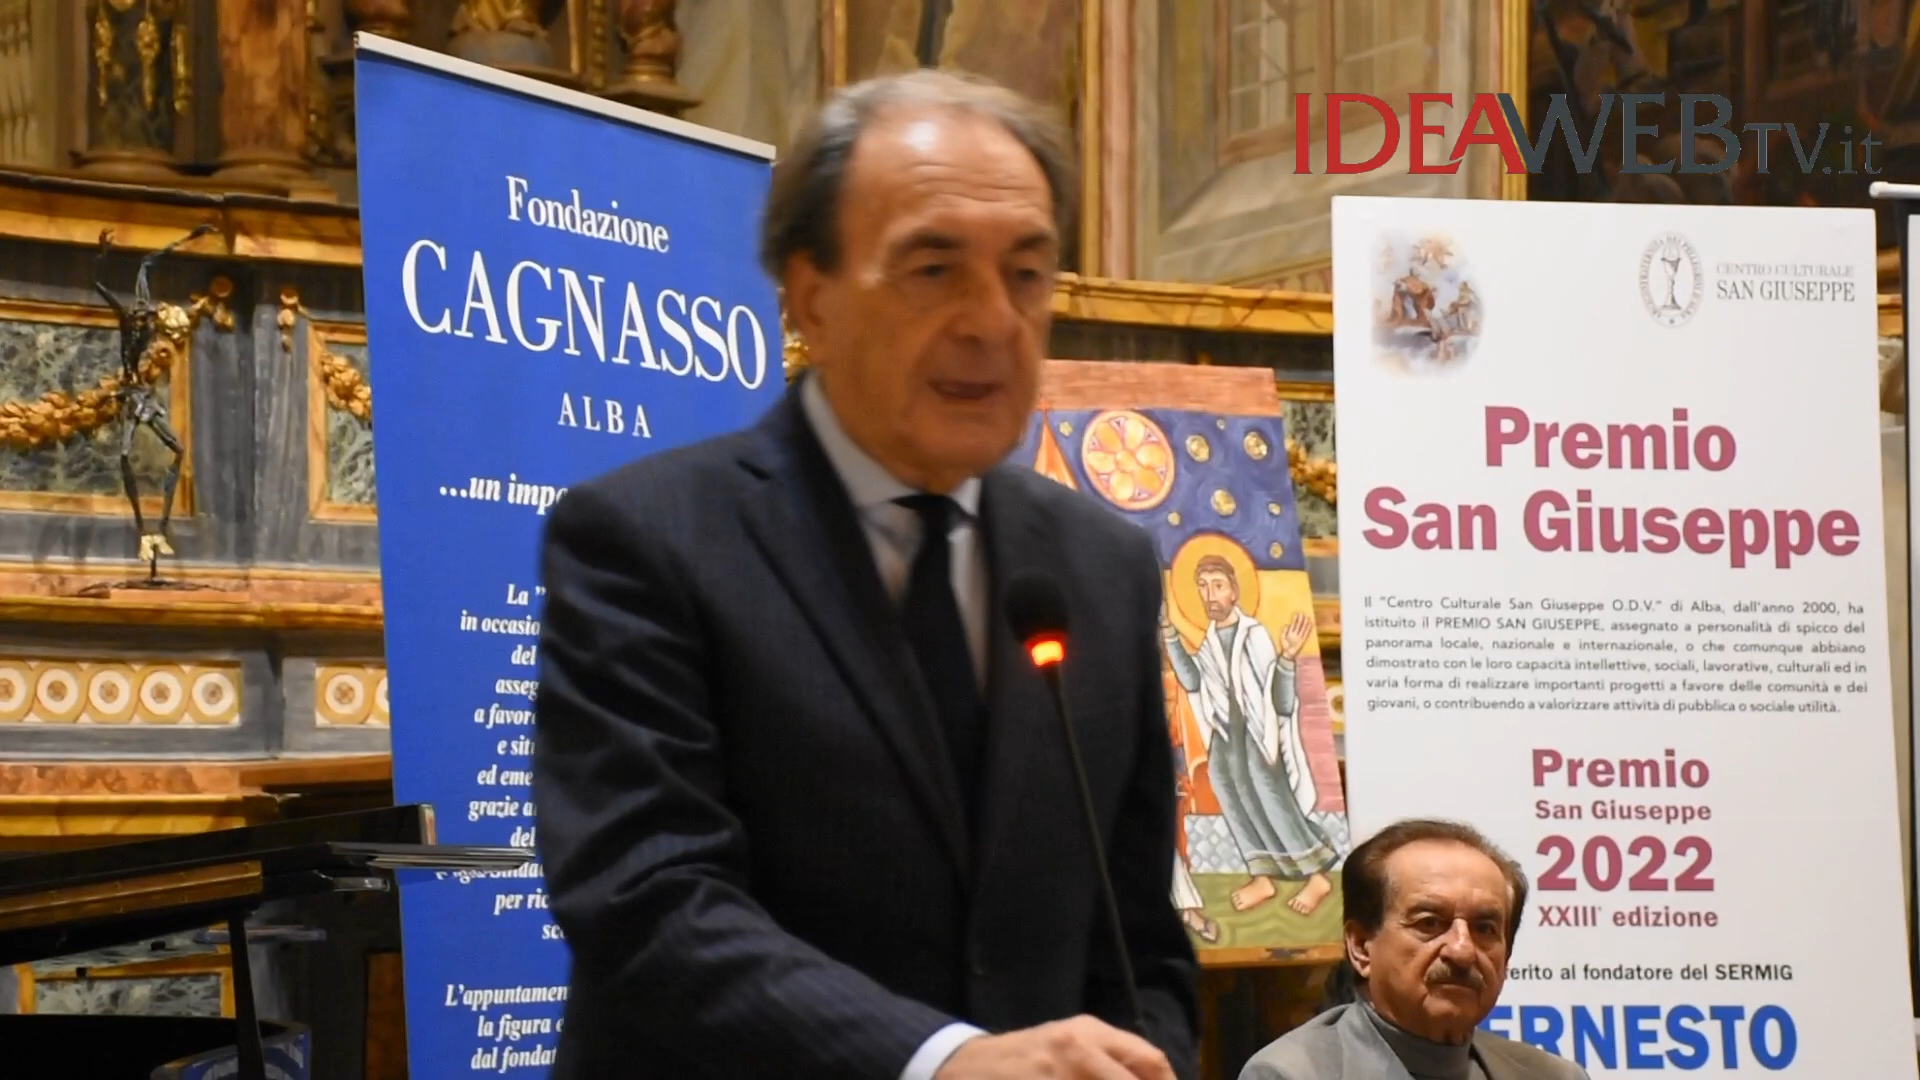 IDEAWEBTV.it
Fondazione
CAGNASSO
ALBA
...un impo
La "
in occasio
del
asseg
a favor
e situ
ed eme
grazie a
del
per ric
sc
L'appuntamen
la figura
dal fondat
CENTRO CULTURALE
SAN GIUSEPPE
Premio
San Giuseppe
Il "Centro Culturale San Giuseppe O.D.V." di Alba, dall'anno 2000, ha
istituito il PREMIO SAN GIUSEPPE, assegnato a personalità di spicco del
panorama locale, nazionale e internazionale, o che comunque abbiano
dimostrato con le loro capacità intellettive, sociali, lavorative, culturali ed in
varia forma di realizzare importanti progetti a favore delle comunità e dei
giovani, o contribuendo a valorizzare attività di pubblica o sociale utilità.
Premio
San Giuseppe
2022
XXIII° edizione
ferito al fondatore del SERMIG
ERNESTO